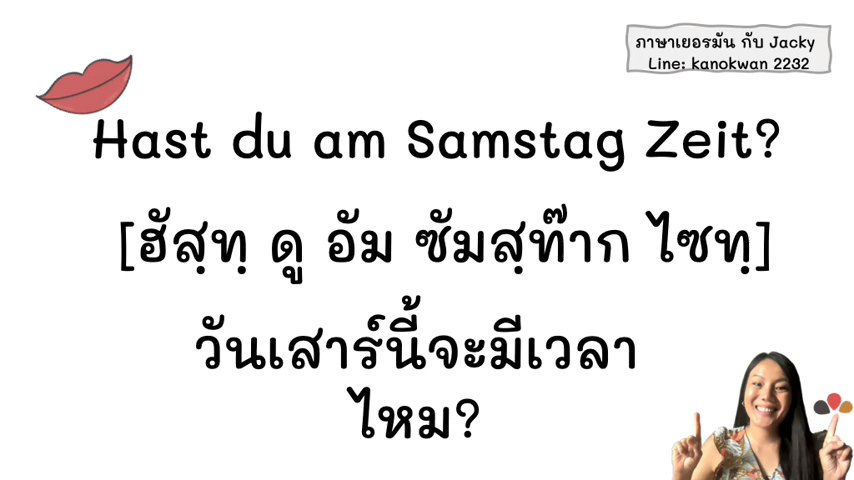 ภาษาเยอรมัน กับ Jacky
Line: kanokwan 2232
Hast du am Samstag Zeit?
[ฮัสฺทฺ ดู อัม ซัมสฺท๊าก ไซทฺ]
วันเสาร์นี้จะมีเวลา
ไหม?